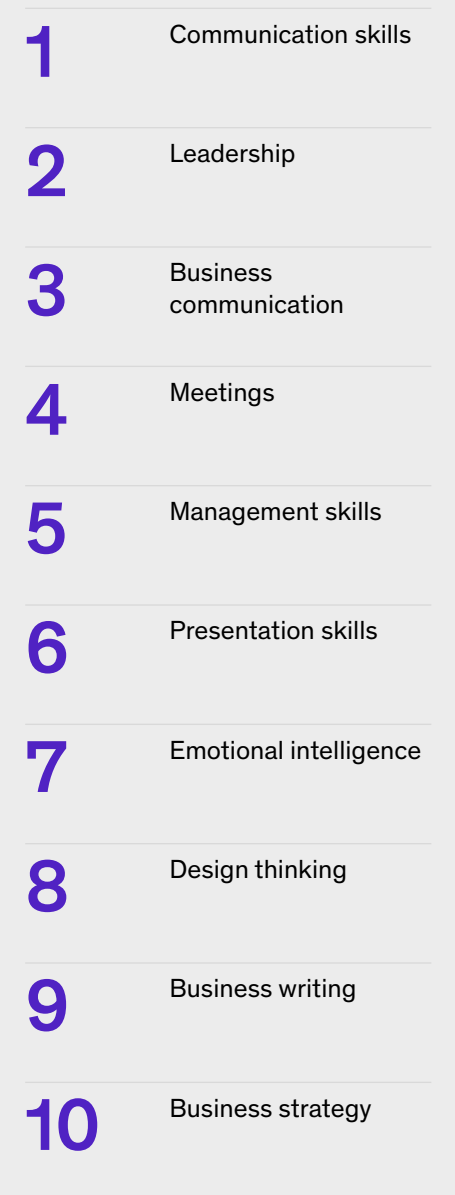 1 Communication skills
2 Leadership
3 Business
communication
4 Meetings
5 Management skills
6 Presentation skills
7 Emotional intelligence
8 Design thinking
9 Business writing
10 Business strategy